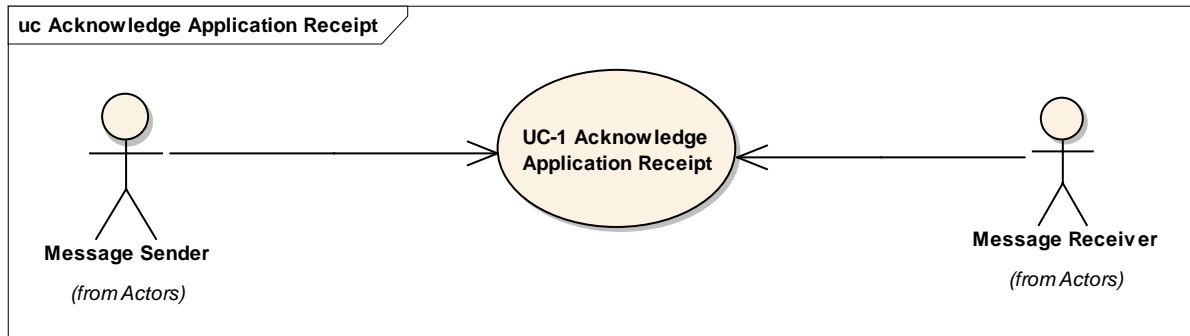 uc Acknowledge Application Receipt
UC-1 Acknowledge
Application Receipt
Message Sender
(from Actors)
Message Receiver
(from Actors)